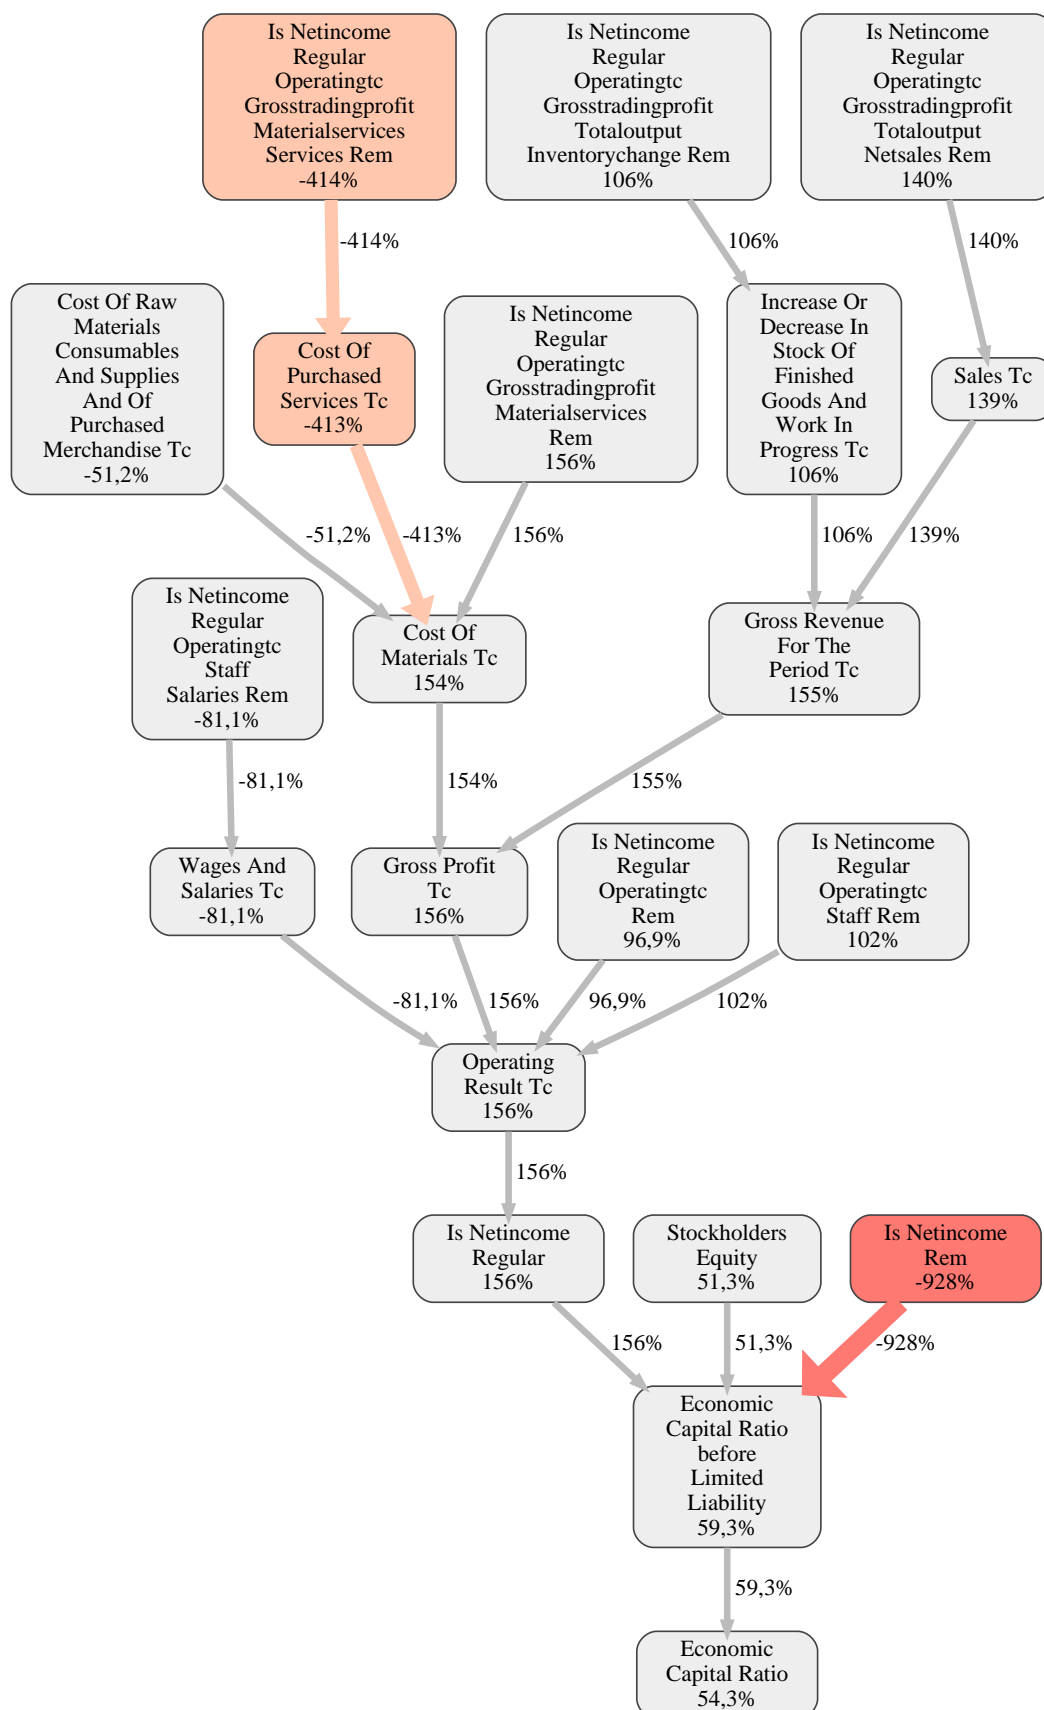 Is Netincome
Regular
Operatingtc
Grosstradingprofit
Materialservices
Services Rem
-414%
Is Netincome
Regular
Operatingtc
Grosstradingprofit
Totaloutput
Inventorychange Rem
106%
Is Netincome
Regular
Operatingtc
Grosstradingprofit
Totaloutput
Netsales Rem
140%
-414%
106%
140%
Cost Of Raw
Materials
Consumables
And Supplies
And Of
Purchased
Merchandise Tc
-51,2%
Cost Of
Purchased
Services Tc
-413%
Is Netincome
Regular
Operatingtc
Grosstradingprofit
Materialservices
Rem
156%
Increase Or
Decrease In
Stock Of
Finished
Goods And
Work In
Progress Tc
106%
Sales Tc
139%
-51,2%
-413%
156%
106%
139%
Is Netincome
Regular
Operatingtc
Staff
Salaries Rem
-81,1%
Cost Of
Materials Tc
154%
Gross Revenue
For The
Period Tc
155%
-81,1%
154%
155%
Wages And
Salaries Tc
-81,1%
Gross Profit
Tc
156%
Is Netincome
Regular
Operatingtc
Rem
96,9%
Is Netincome
Regular
Operatingtc
Staff Rem
102%
-81,1%
156%
96,9%
102%
Operating
Result Tc
156%
156%
Is Netincome
Regular
156%
Stockholders
Equity
51,3%
Is Netincome
Rem
-928%
156%
51,3%
-928%
Economic
Capital Ratio
before
Limited
Liability
59,3%
59,3%
Economic
Capital Ratio
54,3%